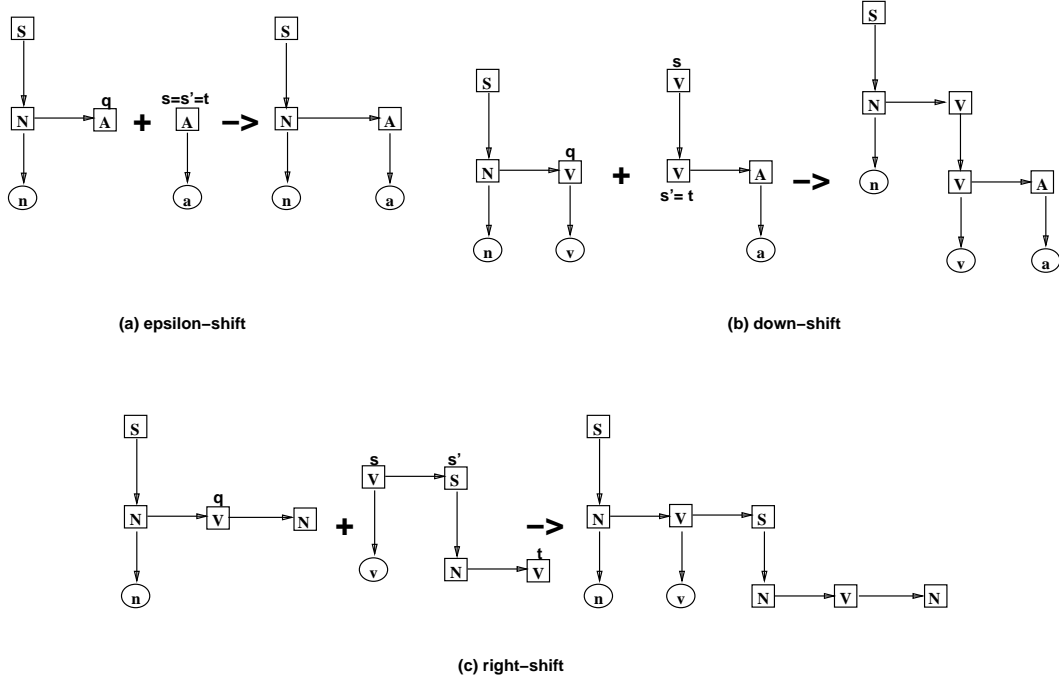 S
S
q
s=s'=t
N
A
+
A
−>
N
A
n
a
n
a
(a) epsilon−shift
s
S
V
S
q
N
V
N
V
+
V
A
−>
s'= t
n
V
A
n
v
a
v
a
(b) down−shift
S
S
s
s'
V
S
q
N
V
N
+
−>
N
V
S
t
n
v
N
V
n
v
N
V
N
(c) right−shift